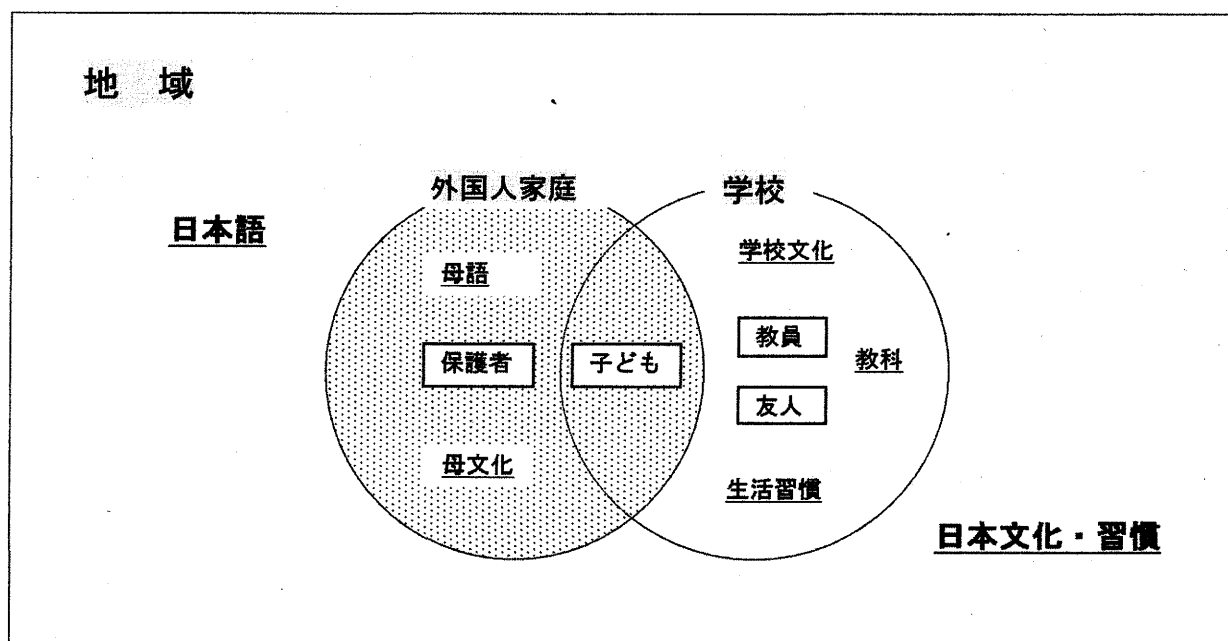 地　域
外国人家庭
学校
日本語
学校文化
母語
教員
保護者
子ども
教科
友人
母文化
生活習慣
日本文化・習慣